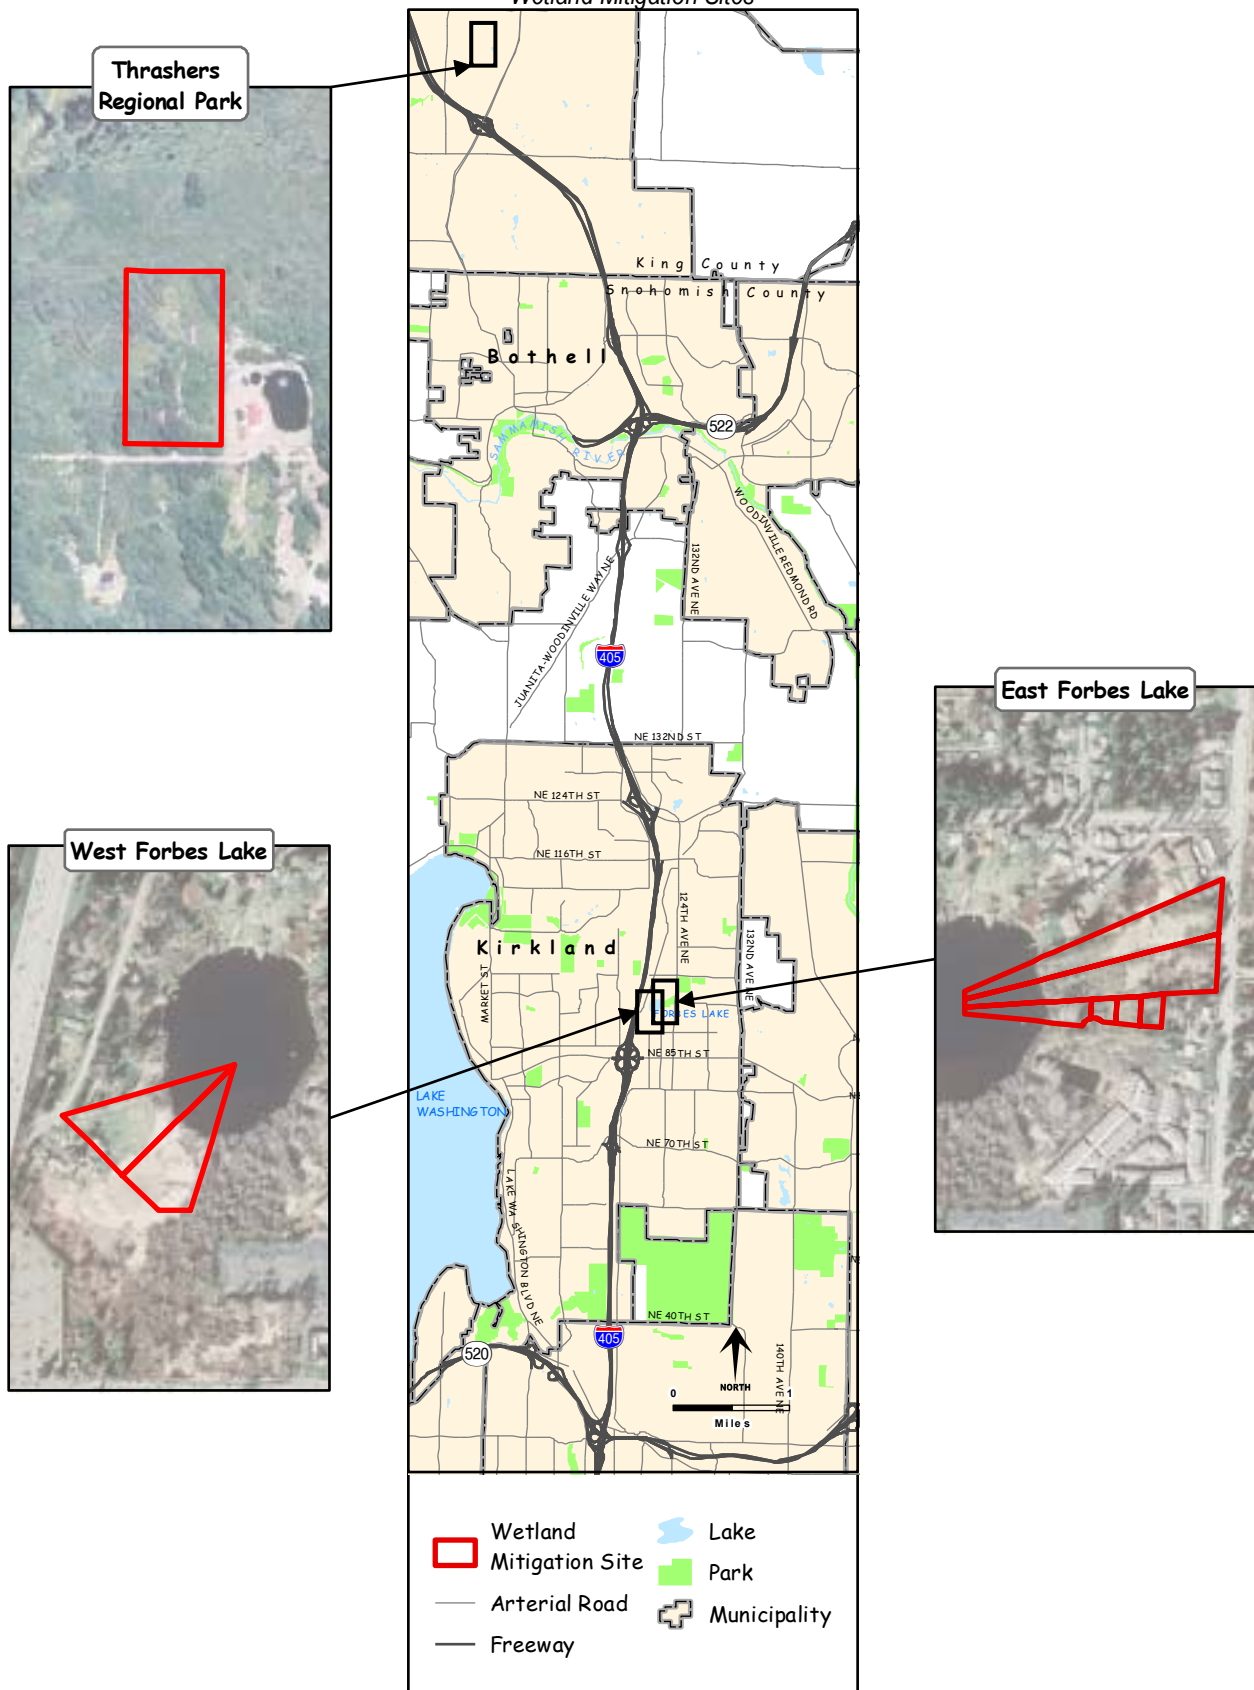 Wetland Mitigation Sites
Thrashers
Regional Park
King County
Snohomish County
Bothell
522
SAMMAMISH RIVER
WOODINVILLE REDMOND RD
132ND AVE NE
JUANITA-WOODINVILLE WAY NE
405
East Forbes Lake
NE 132ND ST
NE 124TH ST
West Forbes Lake
NE 116TH ST
124TH AVE NE
Kirkland
132ND AVE NE
MARKET ST
FORBES LAKE
NE 85TH ST
LAKE
WASHINGTON
NE 70TH ST
LAKE WASHINGTON BLVD NE
NE 40TH ST
405
520
140TH AVE NE
NORTH
0 1
Miles
Wetland
Mitigation Site
Arterial Road
Freeway
Lake
Park
Municipality